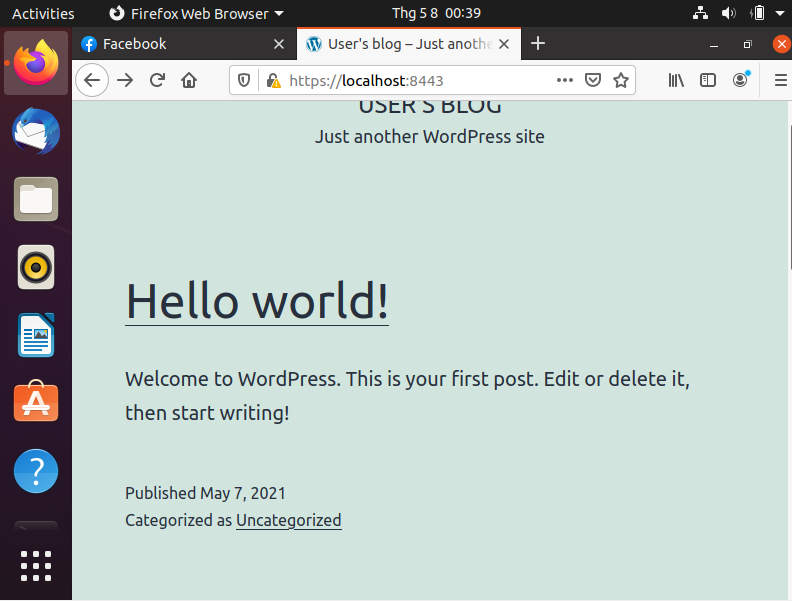 Activities
Firefox Web Browser
Thg 5 8 00:39
Facebook
User's blog – Just anothe
https://localhost:8443
USER'S BLOG
Just another WordPress site
Hello world!
Welcome to WordPress. This is your first post. Edit or delete it,
then start writing!
Published May 7, 2021
Categorized as Uncategorized